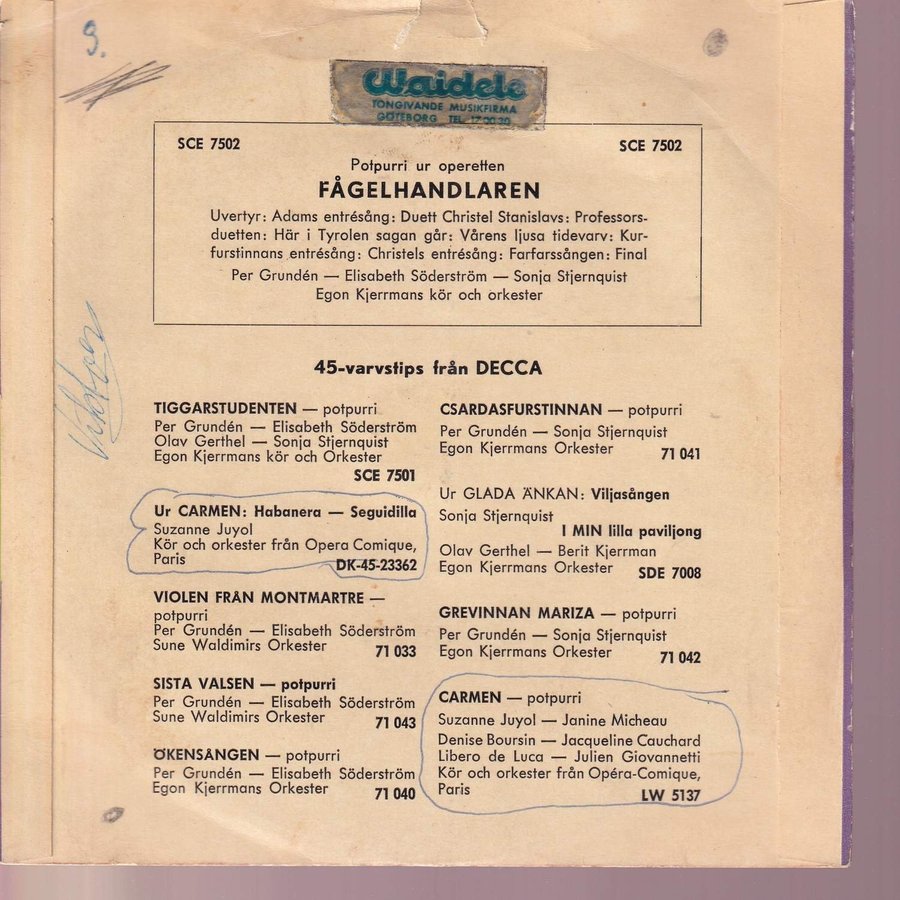 9.
Waidele
TONGIVANDE MUSIKFIRMA
GÖTEBORG TEL. 17 00 20
SCE 7502 SCE 7502
Potpurri ur operetten
FÅGELHANDLAREN
Uvertyr: Adams entrésång: Duett Christel Stanislavs: Professors-
duetten: Här i Tyrolen sagan går: Vårens ljusa tidevarv: Kur-
furstinnans entrésång: Christels entrésång: Farfarssången: Final
Per Grundén — Elisabeth Söderström — Sonja Stjernquist
Egon Kjerrmans kör och orkester
45-varvstips från DECCA
TIGGARSTUDENTEN — potpurri
Per Grundén — Elisabeth Söderström
Olav Gerthel — Sonja Stjernquist
Egon Kjerrmans kör och Orkester
SCE 7501
Ur CARMEN: Habanera — Seguidilla
Suzanne Juyol
Kör och orkester från Opera Comique,
Paris DK-45-23362
VIOLEN FRÅN MONTMARTRE —
potpurri
Per Grundén — Elisabeth Söderström
Sune Waldimirs Orkester 71 033
SISTA VALSEN — potpurri
Per Grundén — Elisabeth Söderström
Sune Waldimirs Orkester 71 043
ÖKENSÅNGEN — potpurri
Per Grundén — Elisabeth Söderström
Egon Kjerrmans Orkester 71 040
CSARDASFURSTINNAN — potpurri
Per Grundén — Sonja Stjernquist
Egon Kjerrmans Orkester 71 041
Ur GLADA ÄNKAN: Viljasången
Sonja Stjernquist
I MIN lilla paviljong
Olav Gerthel — Berit Kjerrman
Egon Kjerrmans Orkester SDE 7008
GREVINNAN MARIZA — potpurri
Per Grundén — Sonja Stjernquist
Egon Kjerrmans Orkester 71 042
CARMEN — potpurri
Suzanne Juyol — Janine Micheau
Denise Boursin — Jacqueline Cauchard
Libero de Luca — Julien Giovannetti
Kör och orkester från Opéra-Comique,
Paris LW 5137